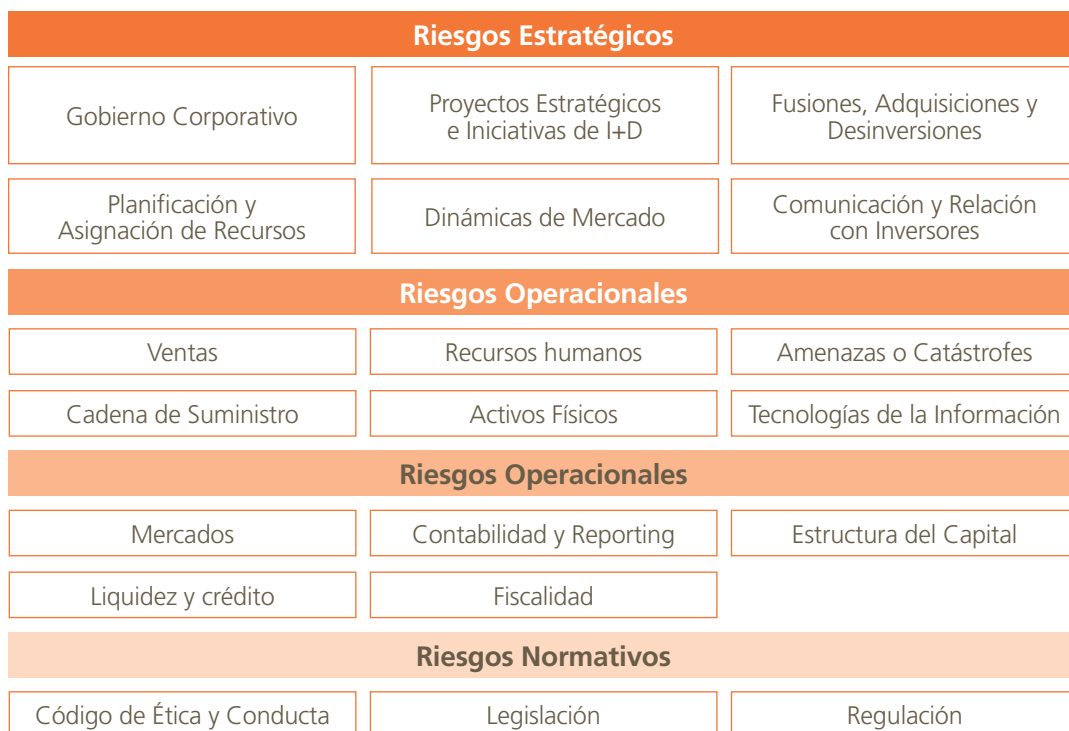 Riesgos Estratégicos
Gobierno Corporativo
Proyectos Estratégicos
e Iniciativas de I+D
Fusiones, Adquisiciones y
Desinversiones
Planificación y
Asignación de Recursos
Dinámicas de Mercado
Comunicación y Relación
con Inversores
Riesgos Operacionales
Ventas
Recursos humanos
Amenazas o Catástrofes
Cadena de Suministro
Activos Físicos
Tecnologías de la Información
Riesgos Operacionales
Mercados
Contabilidad y Reporting
Estructura del Capital
Liquidez y crédito
Fiscalidad
Riesgos Normativos
Código de Ética y Conducta
Legislación
Regulación